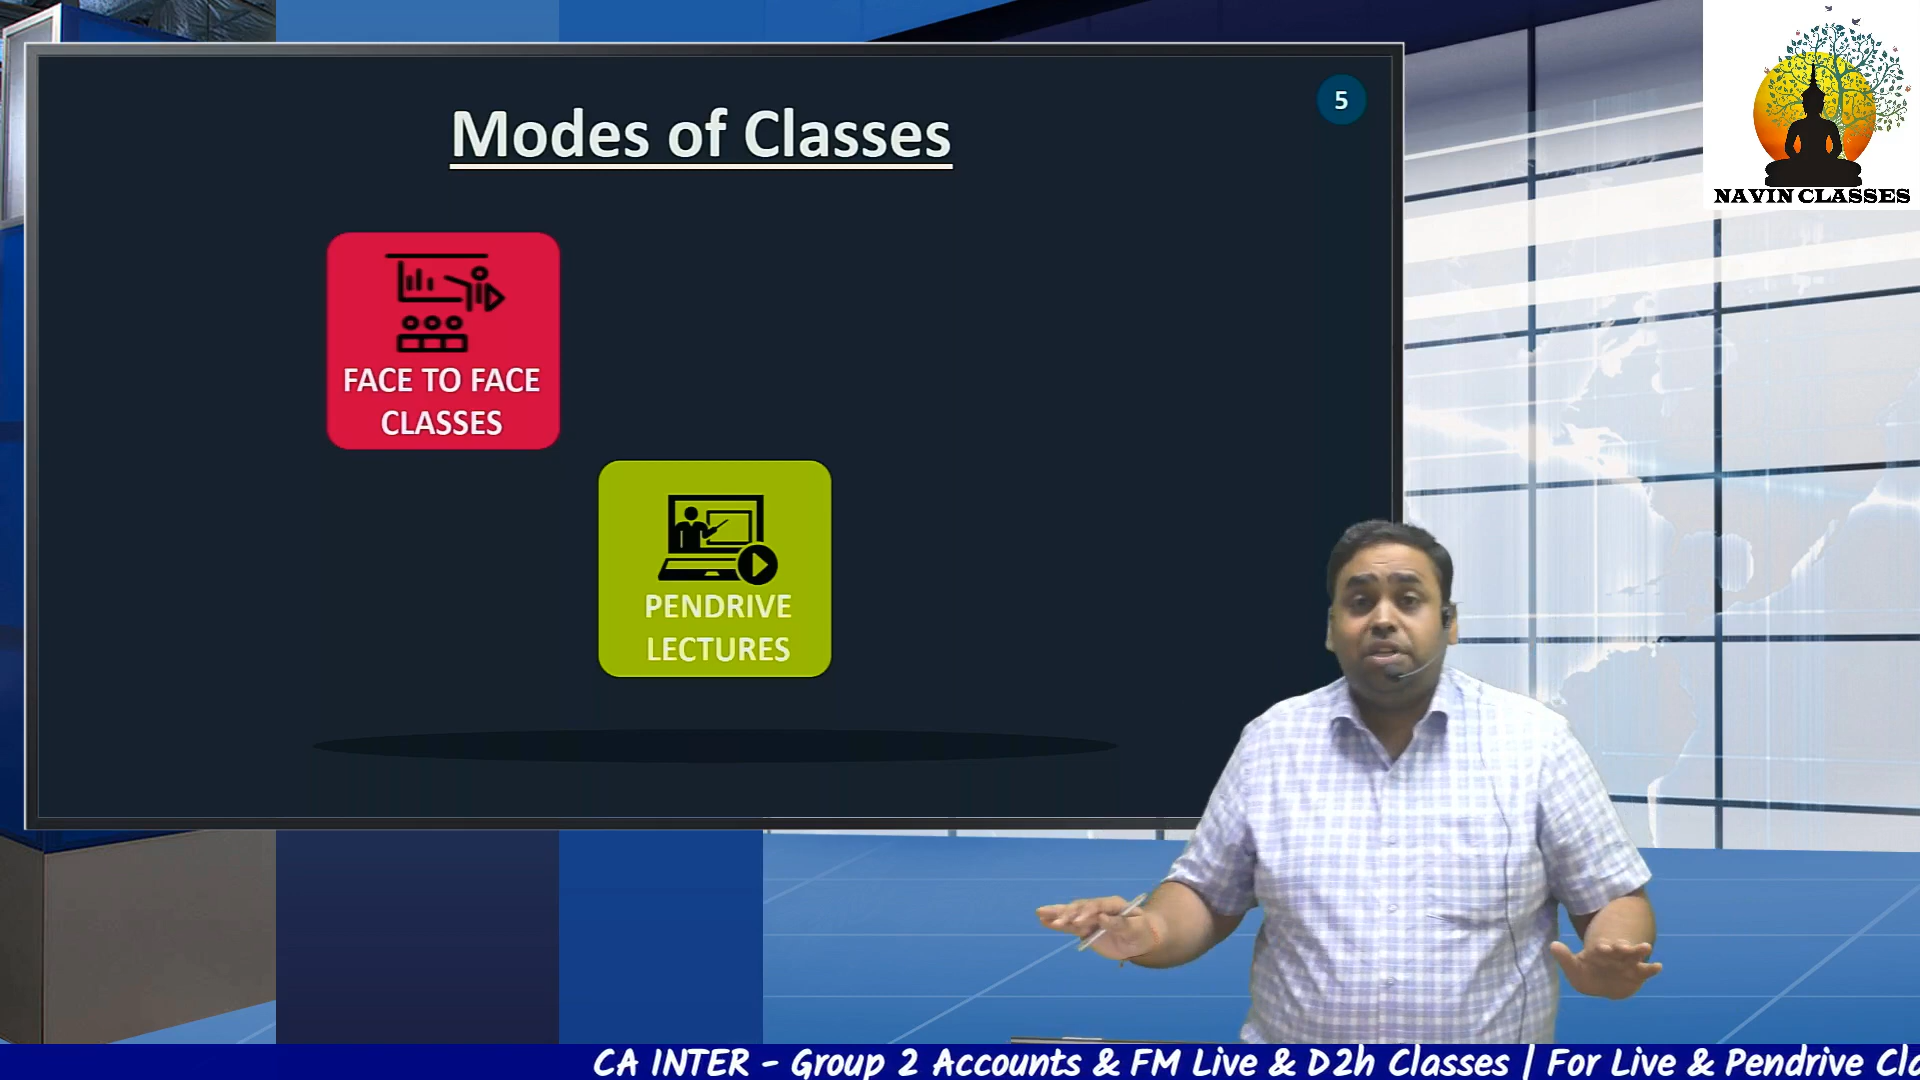 Modes of Classes
5
NAVIN CLASSES
FACE TO FACE
CLASSES
PENDRIVE
LECTURES
CA INTER - Group 2 Accounts & FM Live & D2h Classes | For Live & Pendrive Cla